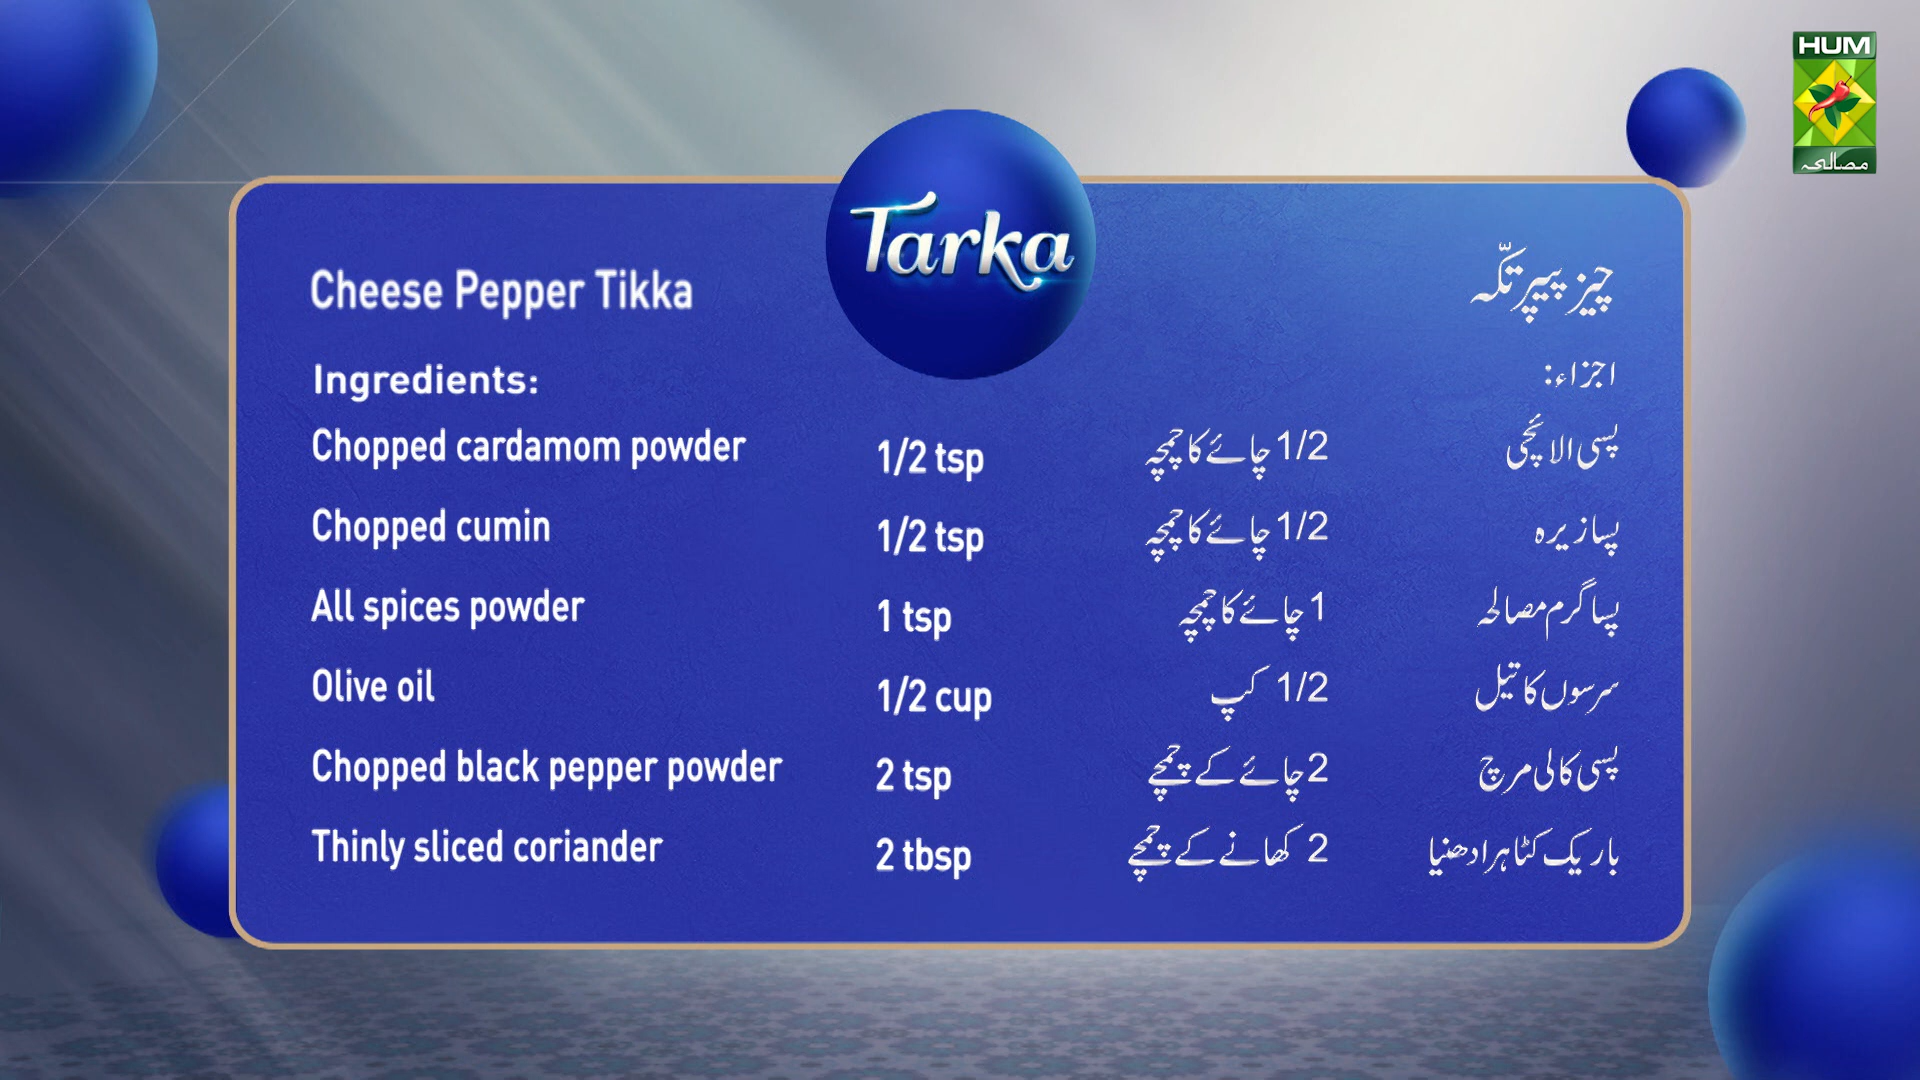 HUM
مصالحہ
Tarka
Cheese Pepper Tikka چیز پیپر تکّہ
Ingredients: اجزاء:
Chopped cardamom powder 1/2 tsp 1/2 چائے کا چمچہ پسی الائچی
Chopped cumin 1/2 tsp 1/2 چائے کا چمچہ پسا زیرہ
All spices powder 1 tsp 1 چائے کا چمچہ پسا گرم مصالحہ
Olive oil 1/2 cup 1/2 کپ سرسوں کا تیل
Chopped black pepper powder 2 tsp 2 چائے کے چمچے پسی کالی مرچ
Thinly sliced coriander 2 tbsp 2 کھانے کے چمچے باریک کٹا ہرا دھنیا